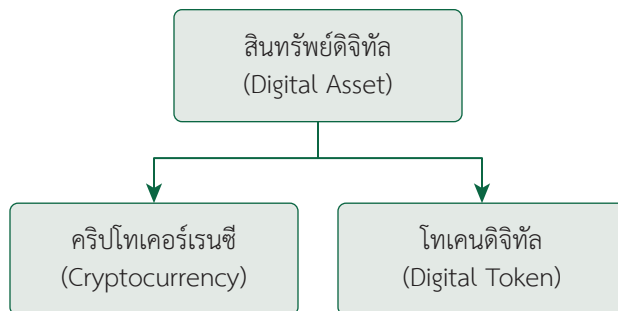 สินทรัพย์ดิจิทัล
(Digital Asset)
คริปโทเคอร์เรนซี
(Cryptocurrency)
โทเคนดิจิทัล
(Digital Token)